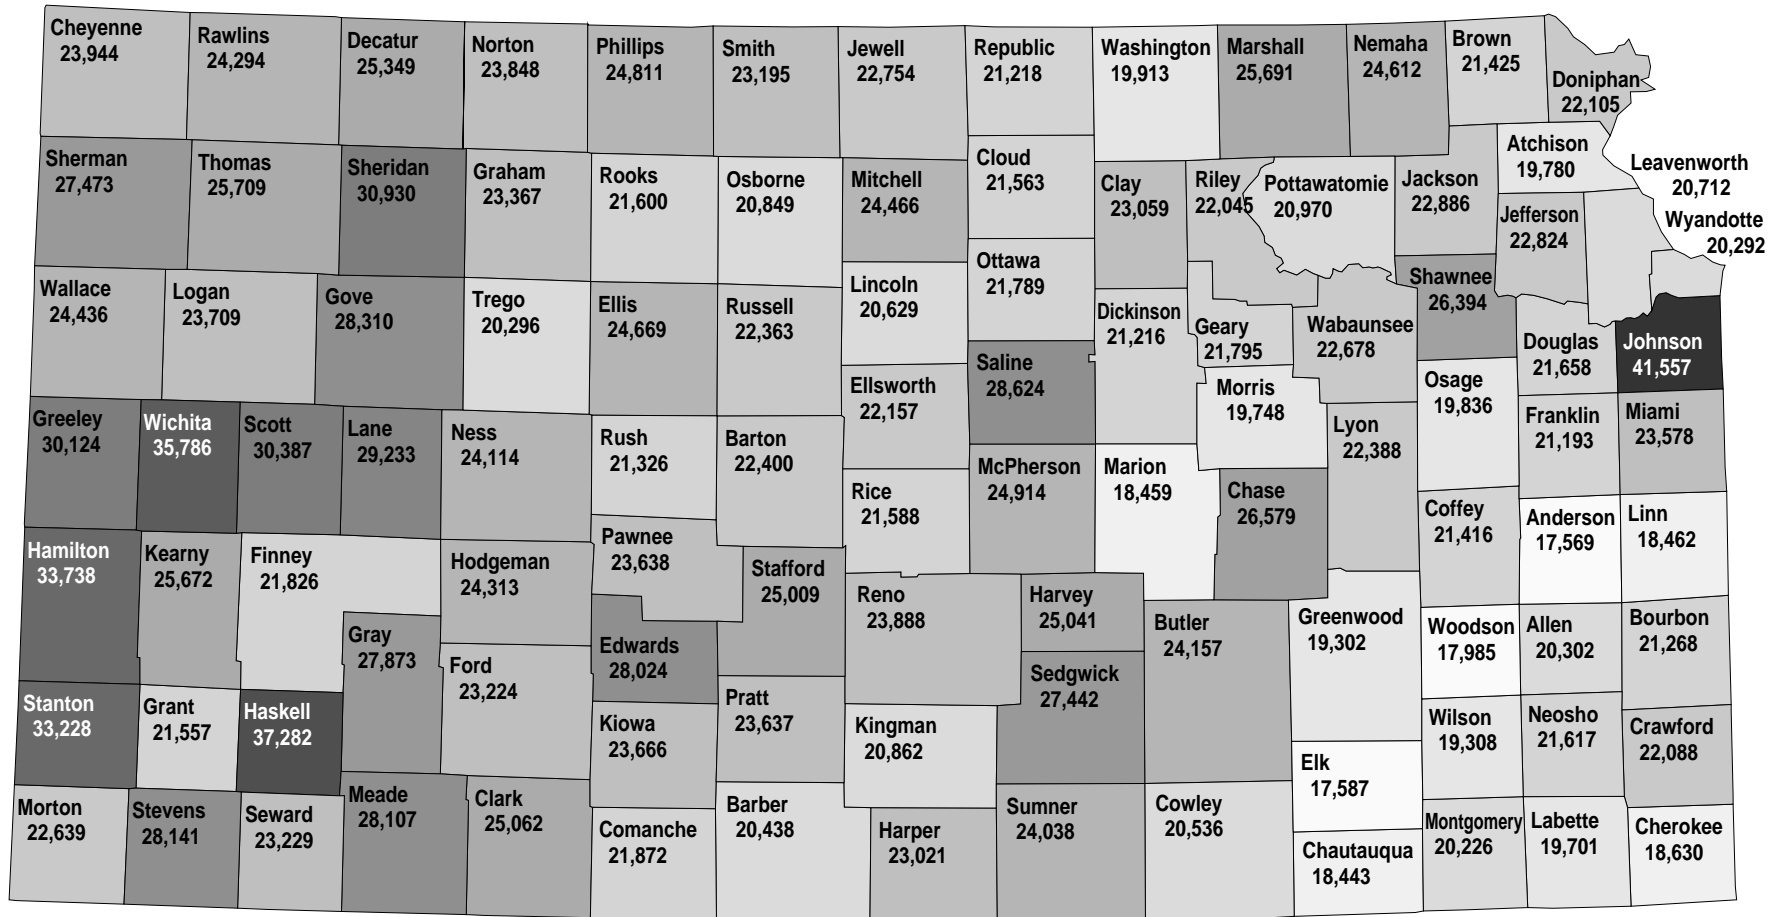 Cheyenne
23,944
Rawlins
24,294
Decatur
25,349
Norton
23,848
Phillips
24,811
Smith
23,195
Jewell
22,754
Republic
21,218
Washington
19,913
Marshall
25,691
Nemaha
24,612
Brown
21,425
Doniphan
22,105
Sherman
27,473
Thomas
25,709
Sheridan
30,930
Graham
23,367
Rooks
21,600
Osborne
20,849
Mitchell
24,466
Cloud
21,563
Clay
23,059
Riley
22,045
Pottawatomie
20,970
Jackson
22,886
Atchison
19,780
Leavenworth
20,712
Jefferson
22,824
Wyandotte
20,292
Wallace
24,436
Logan
23,709
Gove
28,310
Trego
20,296
Ellis
24,669
Russell
22,363
Lincoln
20,629
Ottawa
21,789
Dickinson
21,216
Geary
21,795
Wabaunsee
22,678
Shawnee
26,394
Douglas
21,658
Johnson
41,557
Ellsworth
22,157
Saline
28,624
Morris
19,748
Osage
19,836
Greeley
30,124
Wichita
35,786
Scott
30,387
Lane
29,233
Ness
24,114
Rush
21,326
Barton
22,400
McPherson
24,914
Marion
18,459
Chase
26,579
Lyon
22,388
Franklin
21,193
Miami
23,578
Rice
21,588
Coffey
21,416
Anderson
17,569
Linn
18,462
Hamilton
33,738
Kearny
25,672
Finney
21,826
Hodgeman
24,313
Pawnee
23,638
Stafford
25,009
Reno
23,888
Harvey
25,041
Butler
24,157
Greenwood
19,302
Woodson
17,985
Allen
20,302
Bourbon
21,268
Gray
27,873
Ford
23,224
Edwards
28,024
Sedgwick
27,442
Stanton
33,228
Grant
21,557
Haskell
37,282
Kiowa
23,666
Pratt
23,637
Kingman
20,862
Elk
17,587
Wilson
19,308
Neosho
21,617
Crawford
22,088
Morton
22,639
Stevens
28,141
Seward
23,229
Meade
28,107
Clark
25,062
Comanche
21,872
Barber
20,438
Harper
23,021
Sumner
24,038
Cowley
20,536
Chautauqua
18,443
Montgomery
20,226
Labette
19,701
Cherokee
18,630